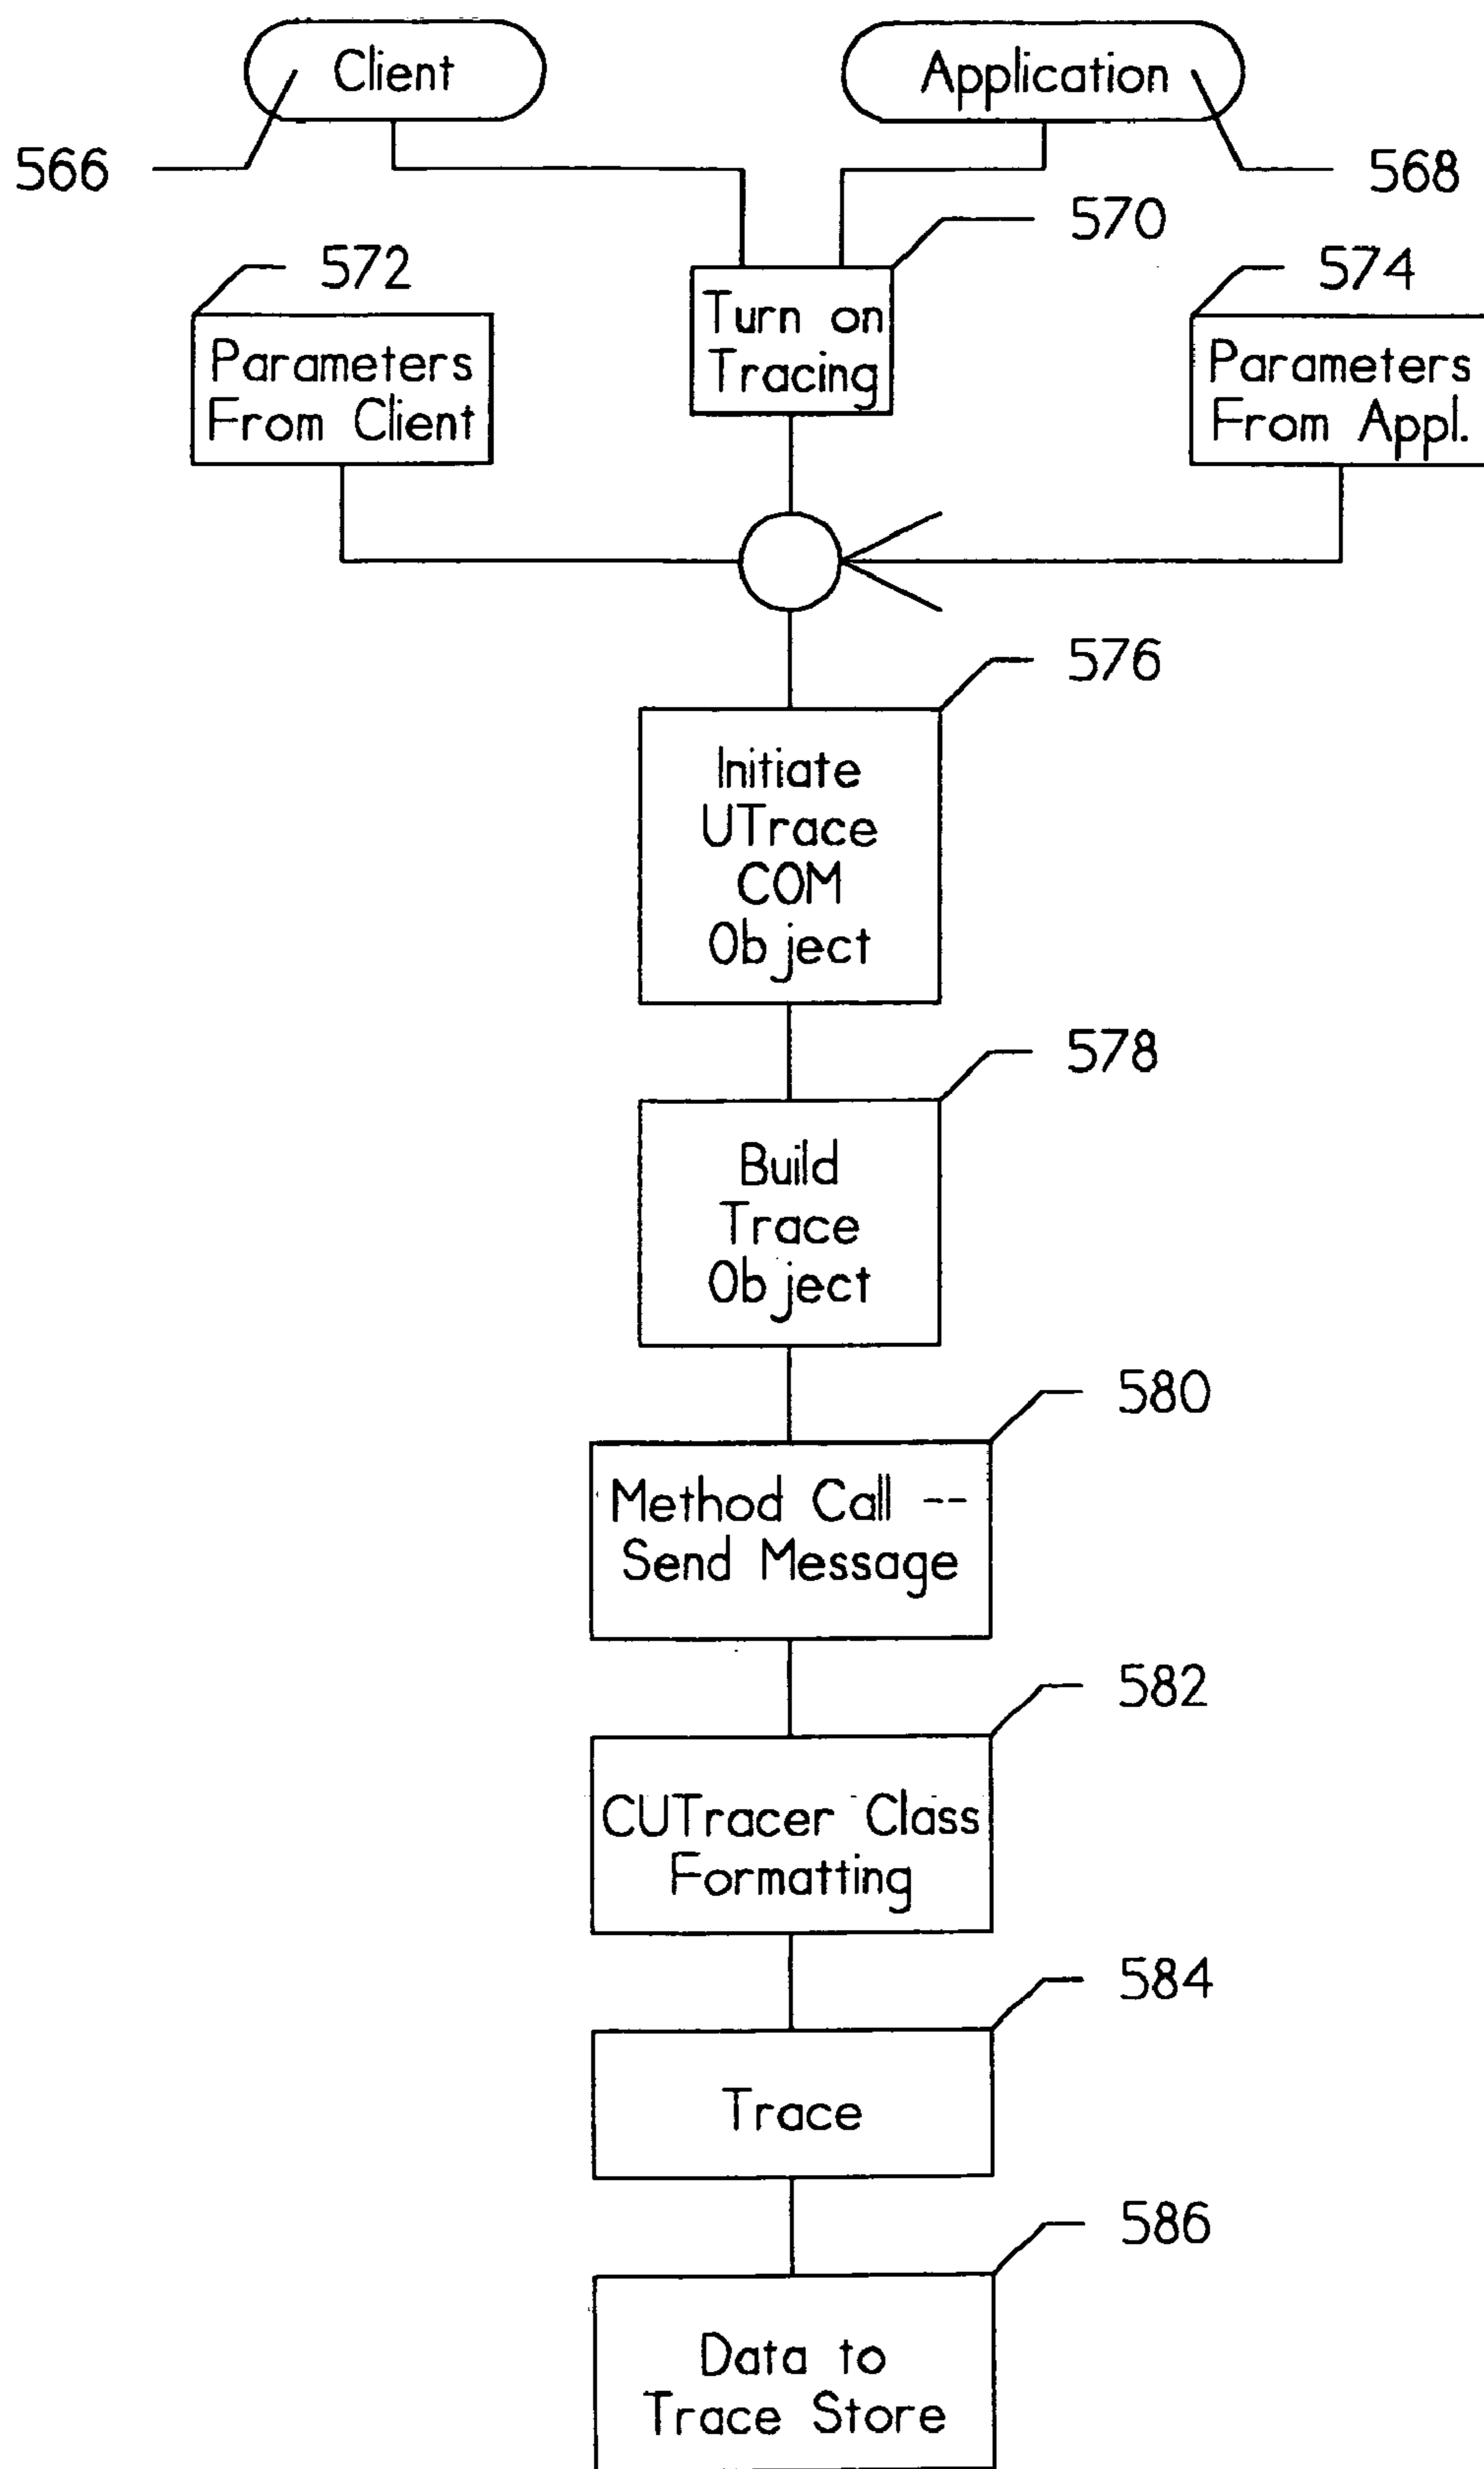 Client
Application
566
568
570
572
574
Turn on
Tracing
Parameters
From Client
Parameters
From Appl.
576
Initiate
UTrace
COM
Object
578
Build
Trace
Object
580
Method Call --
Send Message
582
CUTracer Class
Formatting
584
Trace
586
Data to
Trace Store